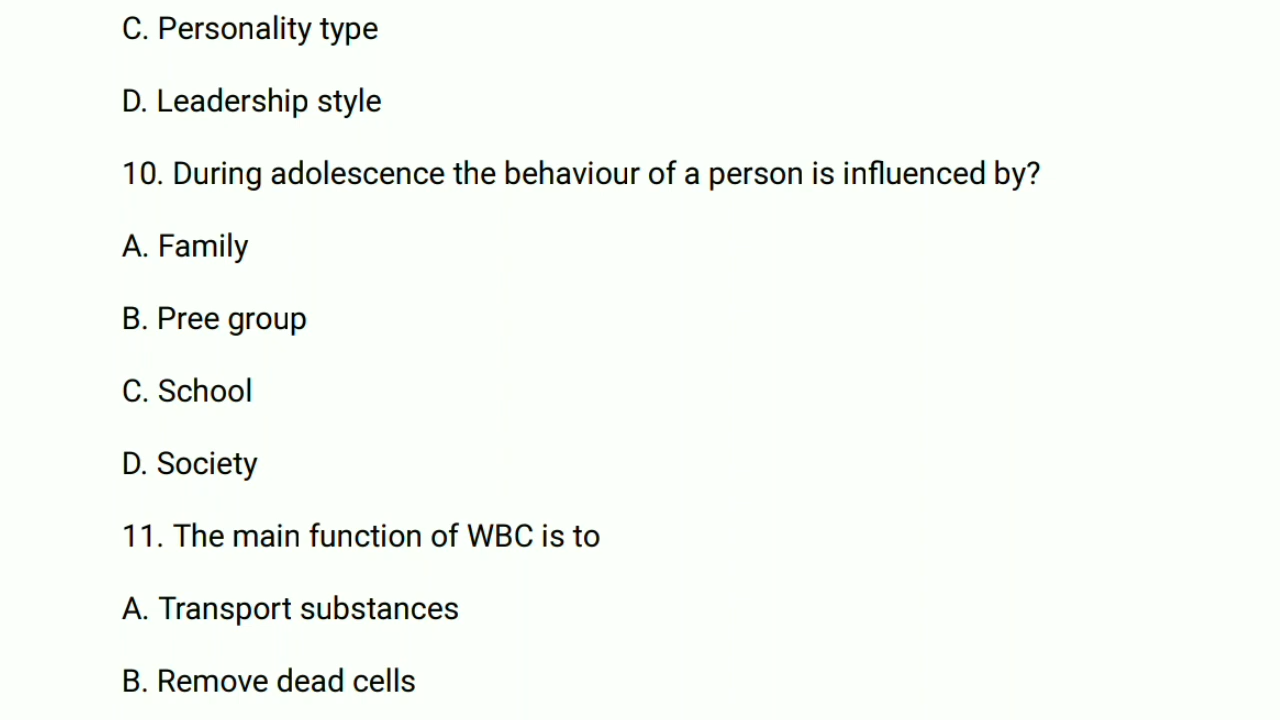 C. Personality type
D. Leadership style
10. During adolescence the behaviour of a person is influenced by?
A. Family
B. Pree group
C. School
D. Society
11. The main function of WBC is to
A. Transport substances
B. Remove dead cells